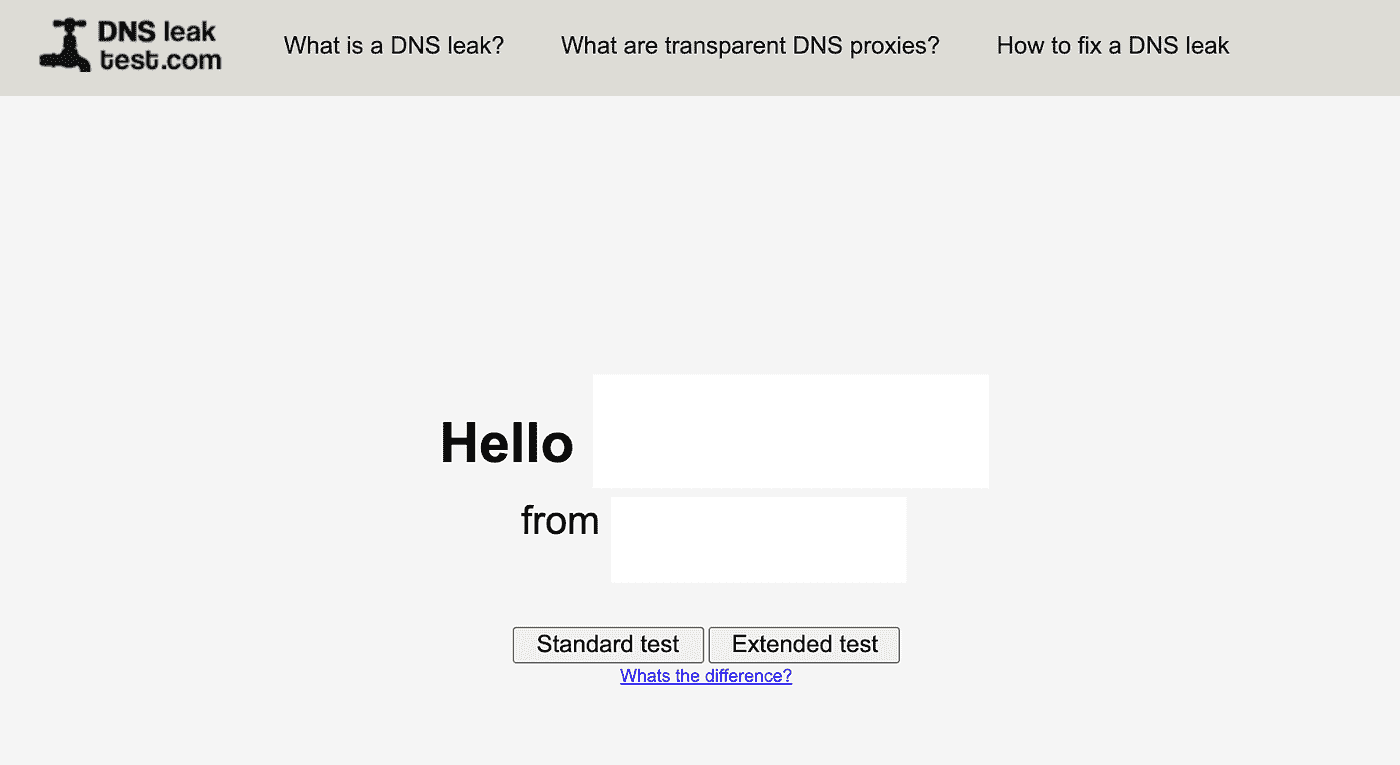 DNS leak
test.com
What is a DNS leak? What are transparent DNS proxies? How to fix a DNS leak
Hello
from
Standard test Extended test
Whats the difference?